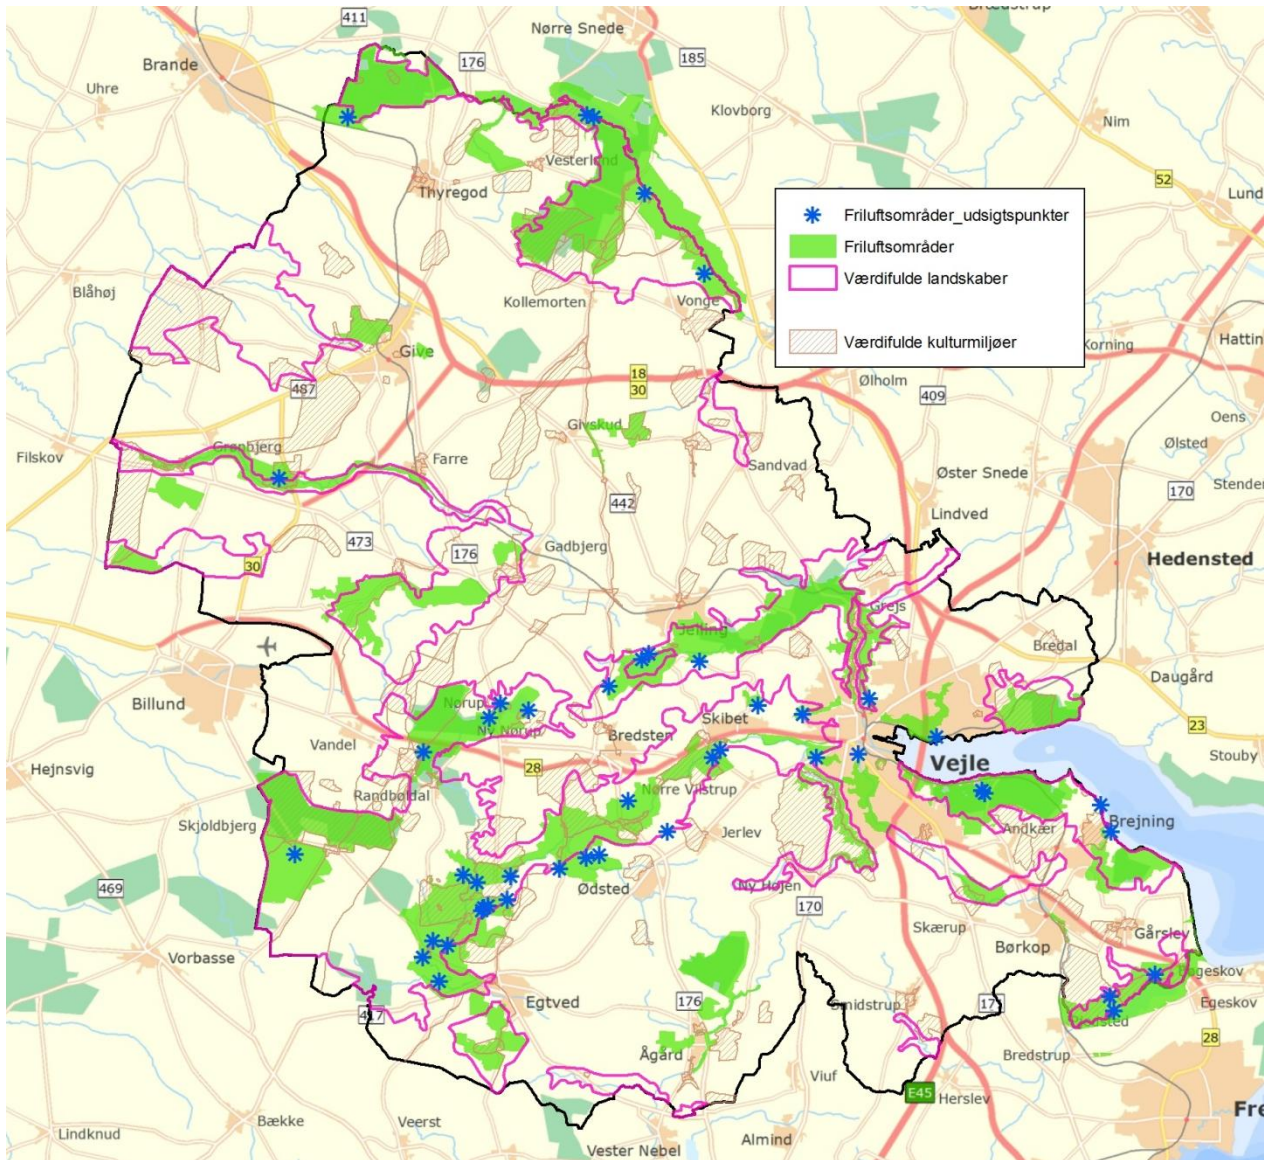 411
Nørre Snede
Brande
176
185
Uhre
Klovborg
Nim
Vesterlund
Thyregod
52
Lund
Friluftsområder_udsigtspunkter
Friluftsområder
Værdifulde landskaber
Værdifulde kulturmiljøer
Blåhøj
Kollemorten
Vonge
Give
Korning
Hattin
18
30
Ølholm
487
409
Givskud
Oens
Filskov
Grønbjerg
Farre
Sandvad
Ølsted
Øster Snede
170
Stender
442
Lindved
473
176
Gadbjerg
30
Hedensted
Grejs
Jelling
Bredal
Daugård
Billund
Nørup
Skibet
23
Ny Nørup
Bredsten
Vandel
Stouby
28
Vejle
Hejnsvig
Randbøldal
Nørre Vilstrup
Skjoldbjerg
Jerlev
Andkær
Brejning
469
Ødsted
Ny Højen
170
Skærup
Gårslev
Vorbasse
Børkop
Egeskov
Egtved
176
Smidstrup
417
28
Ågård
Bredstrup
Viuf
E45
Herslev
Bække
Veerst
Fre
Lindknud
Vester Nebel
Almind